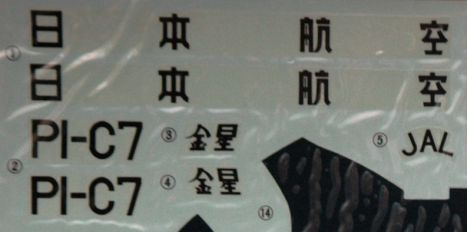 ① 日本航空
日本航空
② PI-C7 ③ 金星 ⑤ JAL
PI-C7 ④ 金星
⑭